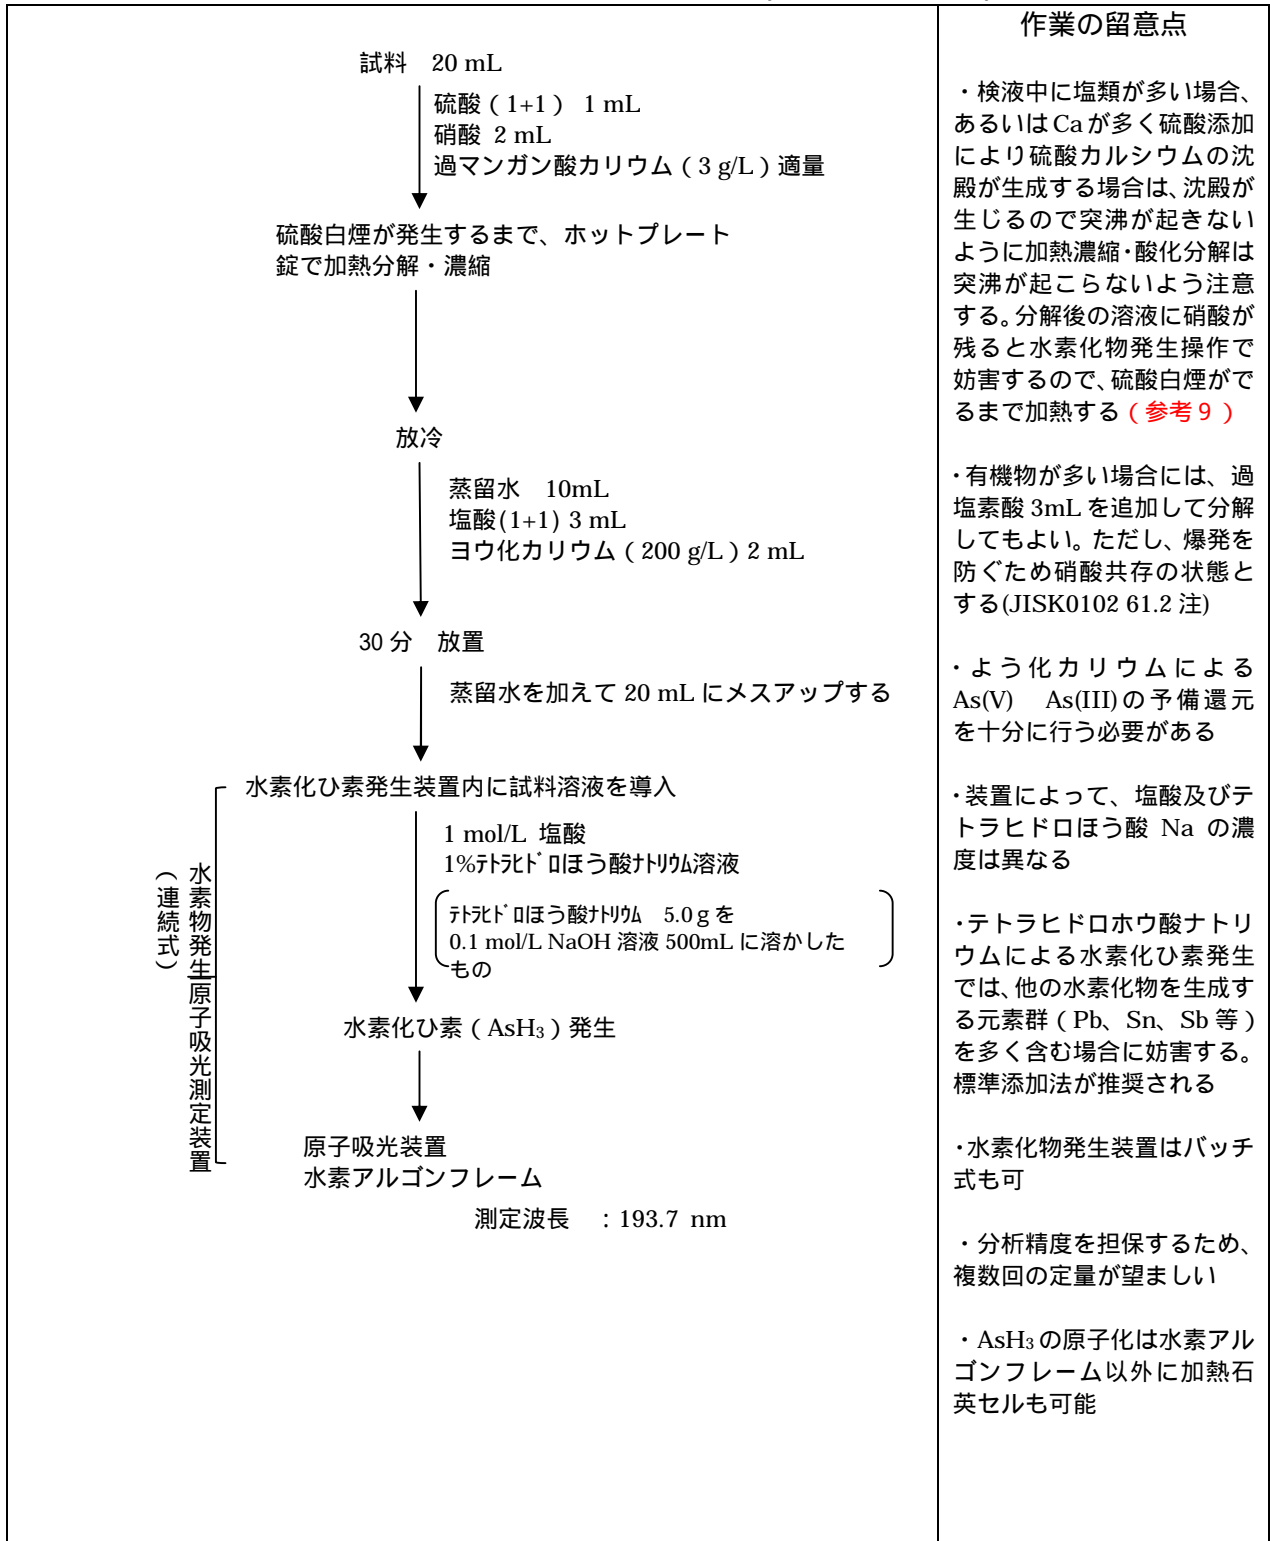 試料　20 mL
硫酸（1+1）　1 mL
硝酸 2 mL
過マンガン酸カリウム（3 g/L）適量
硫酸白煙が発生するまで、ホットプレート
錠で加熱分解・濃縮
放冷
蒸留水　10mL
塩酸(1+1) 3 mL
ヨウ化カリウム（200 g/L）2 mL
30 分　放置
蒸留水を加えて 20 mL にメスアップする
水素化ひ素発生装置内に試料溶液を導入
1 mol/L 塩酸
1%ﾃﾄﾗﾋﾄﾞﾛほう酸ﾅﾄﾘｳﾑ溶液
ﾃﾄﾗﾋﾄﾞﾛほう酸ﾅﾄﾘｳﾑ　5.0 g を
0.1 mol/L NaOH 溶液 500mL に溶かした
もの
水素化ひ素（AsH₃）発生
原子吸光装置
水素アルゴンフレーム
測定波長　：193.7 nm
水素物発生原子吸光測定装置
（連続式）
作業の留意点
・検液中に塩類が多い場合、
あるいは Ca が多く硫酸添加
により硫酸カルシウムの沈
殿が生成する場合は、沈殿が
生じるので突沸が起きない
ように加熱濃縮・酸化分解は
突沸が起こらないよう注意
する。分解後の溶液に硝酸が
残ると水素化物発生操作で
妨害するので、硫酸白煙がで
るまで加熱する（参考９）
・有機物が多い場合には、過
塩素酸 3mL を追加して分解
してもよい。ただし、爆発を
防ぐため硝酸共存の状態と
する(JISK0102 61.2 注)
・よう化カリウムによる
As(V)　As(III)の予備還元
を十分に行う必要がある
・装置によって、塩酸及びテ
トラヒドロほう酸 Na の濃
度は異なる
・テトラヒドロホウ酸ナトリ
ウムによる水素化ひ素発生
では、他の水素化物を生成す
る元素群（Pb、Sn、Sb 等）
を多く含む場合に妨害する。
標準添加法が推奨される
・水素化物発生装置はバッチ
式も可
・分析精度を担保するため、
複数回の定量が望ましい
・AsH₃の原子化は水素アル
ゴンフレーム以外に加熱石
英セルも可能